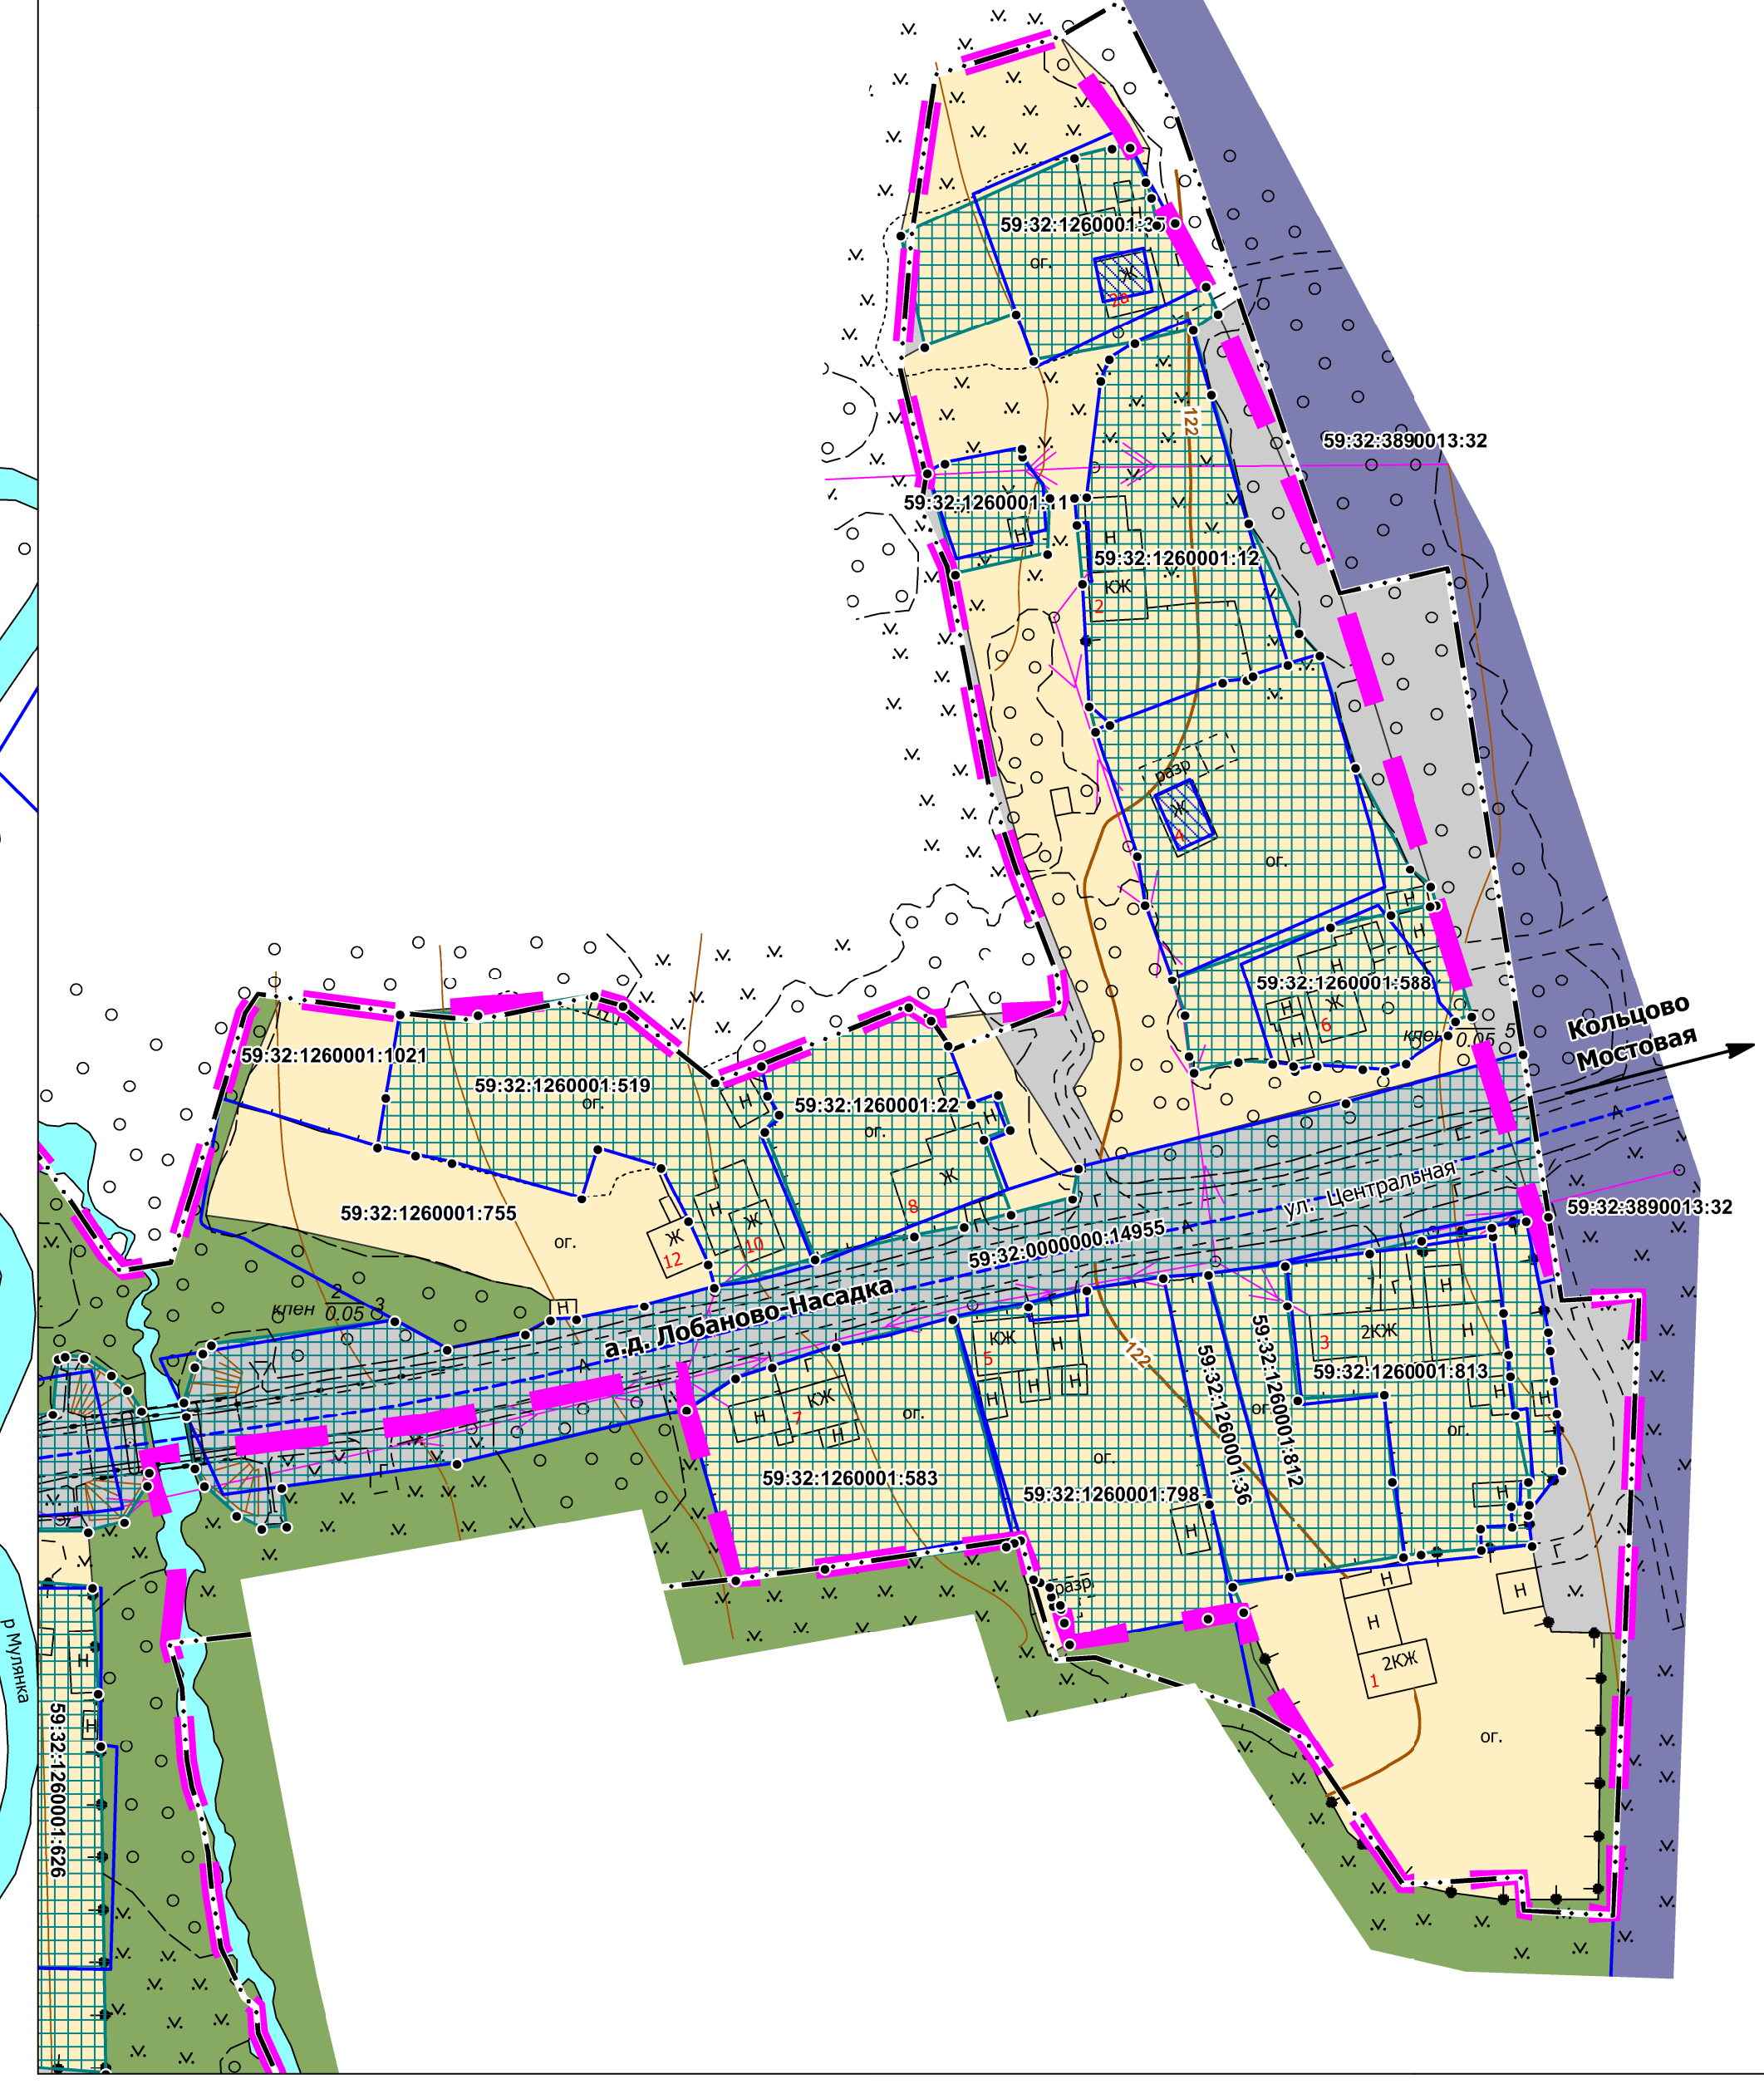 59:32:1260001:35
ог.
Н
Ж
2а
122
59:32:3890013:32
59:32:1260001:11
Н
Н
59:32:1260001:12
КЖ
2
разр
Ж
4
ог.
Н
Н
Н
59:32:1260001:588
Ж
Н
Н
6
клен
5
0.05
Кольцово
Мостовая
59:32:1260001:1021
59:32:1260001:519
ог.
Н
59:32:1260001:22
ог.
Н
Н
Ж
8
59:32:1260001:755
ог.
Ж
12
Н
Ж
10
ул. Центральная
Г
А
59:32:3890013:32
59:32:0000000:14955
а.д. Лобаново-Насадка
клен
2
0.05
3
Н
А
Г
КЖ
5
Н
Н
Н
Н
59:32:1260001:36
59:32:1260001:812
122
3
2КЖ
Г
Н
Н
59:32:1260001:813
Н
ог.
ог.
Н
КЖ
7
Н
Н
ог.
59:32:1260001:583
ог.
59:32:1260001:798
Н
разр.
Н
Н
Н
2КЖ
1
ог.
р Мулянка
Н
Н
59:32:1260001:626